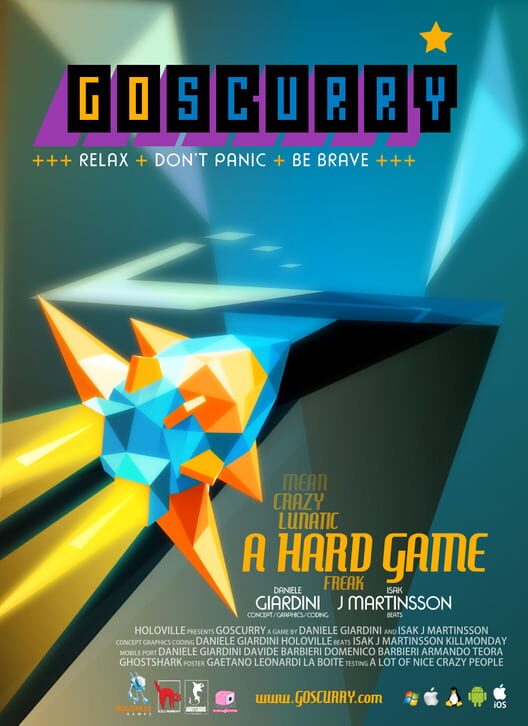 GOSCURRY
+++ RELAX + DON'T PANIC + BE BRAVE +++
MEAN
CRAZY
LUNATIC
A HARD GAME
FREAK
DANIELE
GIARDINI
CONCEPT/GRAPHICS/CODING
ISAK
J MARTINSSON
BEATS
HOLOVILLE PRESENTS GOSCURRY A GAME BY DANIELE GIARDINI AND ISAK J MARTINSSON
CONCEPT GRAPHICS CODING DANIELE GIARDINI HOLOVILLE BEATS ISAK J MARTINSSON KILLMONDAY
MOBILE PORT DANIELE GIARDINI DAVIDE BARBIERI DOMENICO BARBIERI ARMANDO TEORA
GHOSTSHARK POSTER GAETANO LEONARDI LA BOITE TESTING A LOT OF NICE CRAZY PEOPLE
HOLOVILLE
GAMES
www.GOSCURRY.com
iOS